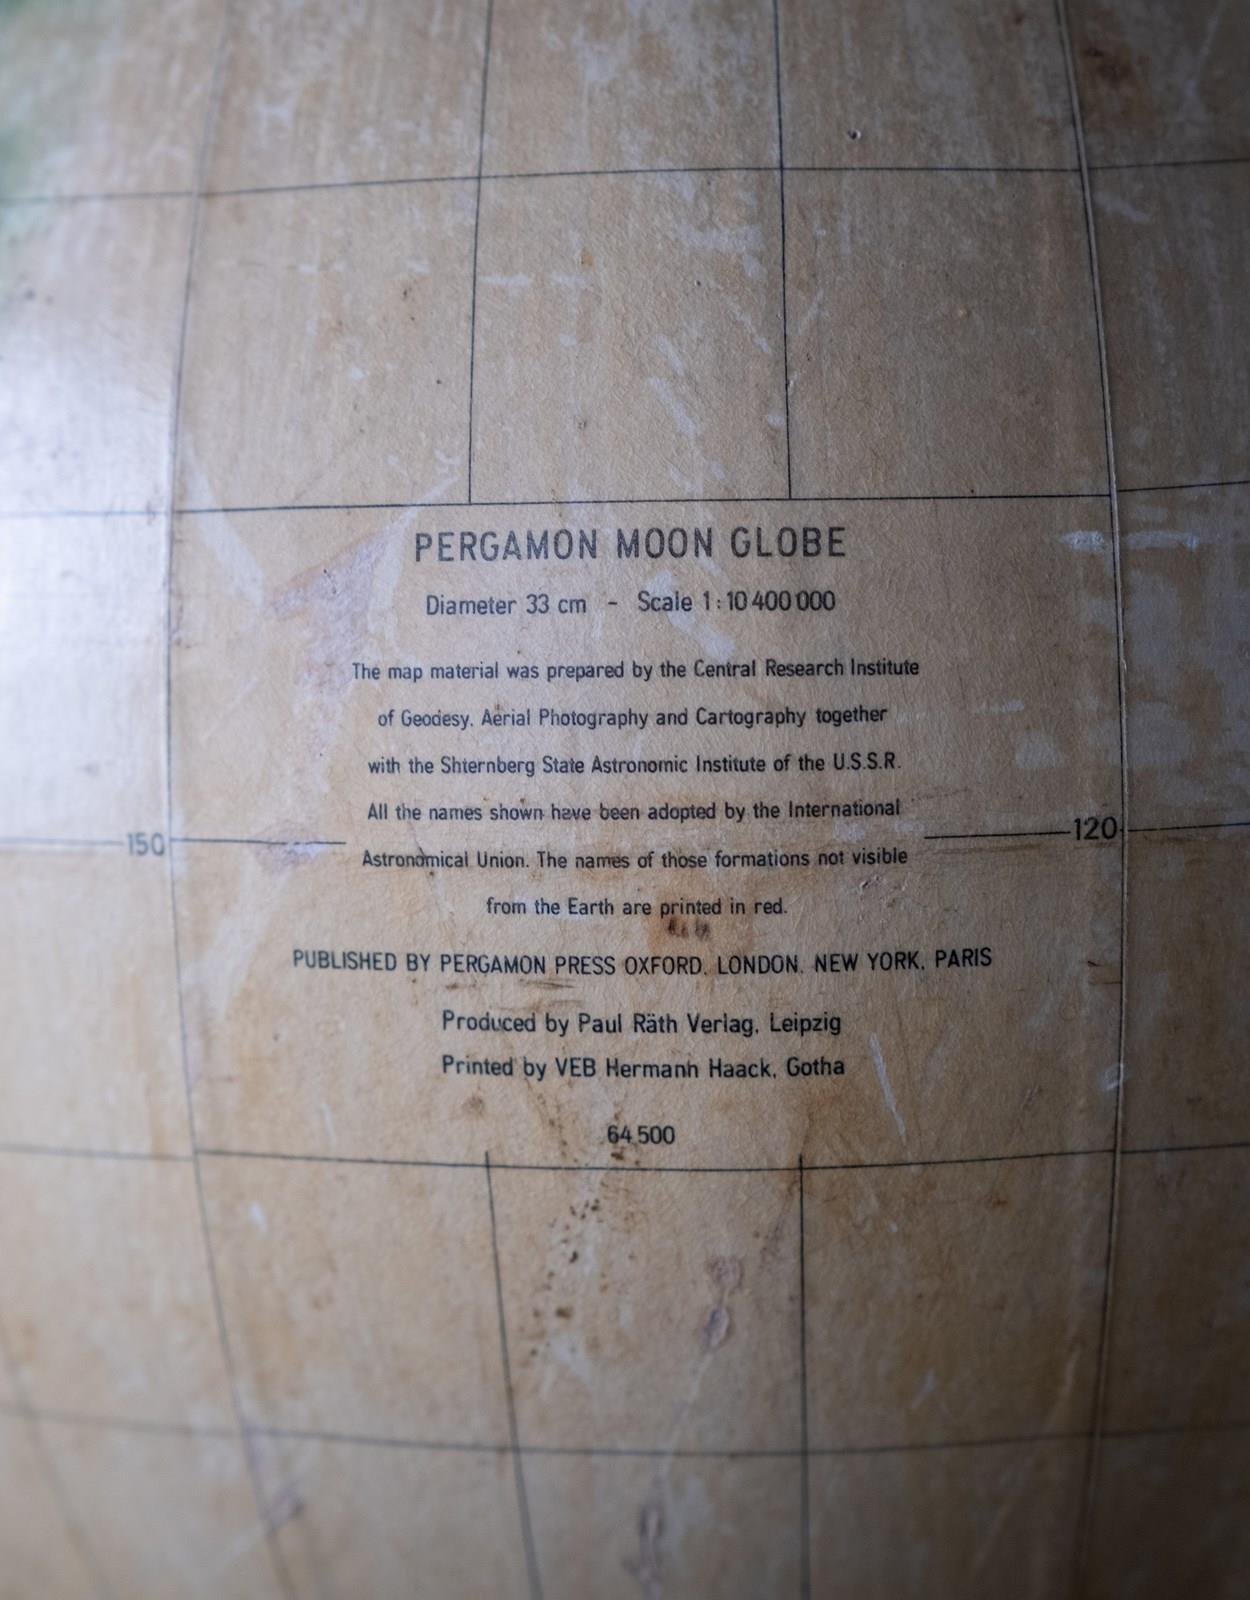 PERGAMON MOON GLOBE
Diameter 33 cm - Scale 1:10 400 000
The map material was prepared by the Central Research Institute
of Geodesy, Aerial Photography and Cartography together
with the Shternberg State Astronomic Institute of the U.S.S.R.
All the names shown have been adopted by the International
150
120
Astronomical Union. The names of those formations not visible
from the Earth are printed in red.
PUBLISHED BY PERGAMON PRESS OXFORD, LONDON, NEW YORK, PARIS
Produced by Paul Räth Verlag, Leipzig
Printed by VEB Hermann Haack, Gotha
64 500